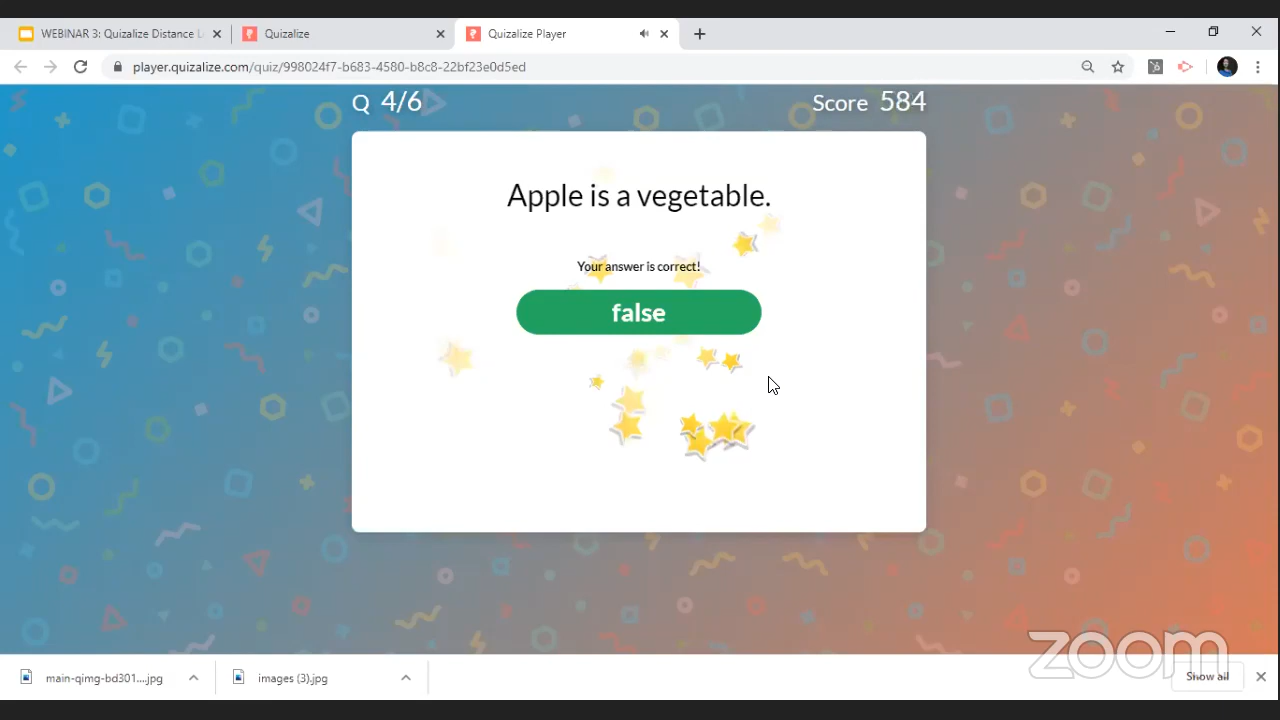 WEBINAR 3: Quizalize Distance L
Quizalize
Quizalize Player
player.quizalize.com/quiz/998024f7-b683-4580-b8c8-22bf23e0d5ed
Q 4/6
Score 584
Apple is a vegetable.
Your answer is correct!
false
zoom
main-qimg-bd301....jpg
images (3).jpg
Show all